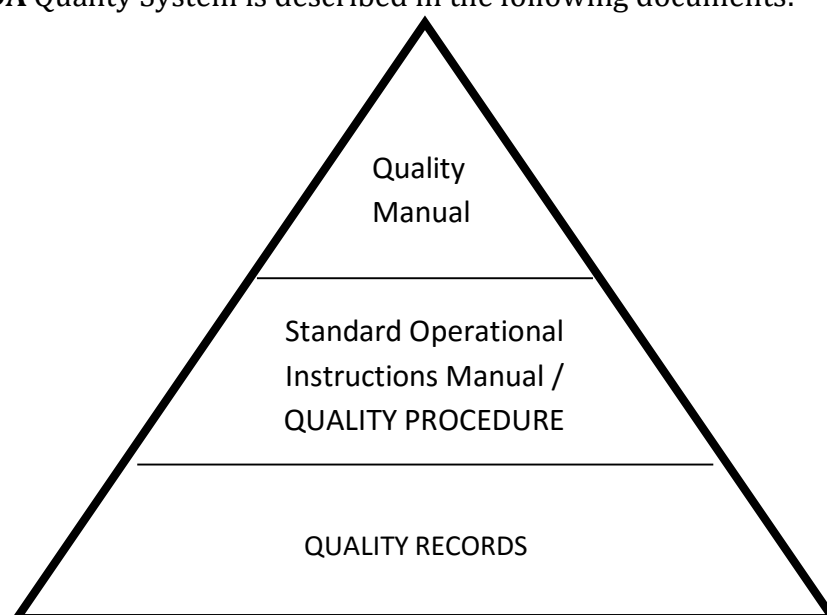 Quality System is described in the following documents:
Quality
Manual
Standard Operational
Instructions Manual /
QUALITY PROCEDURE
QUALITY RECORDS